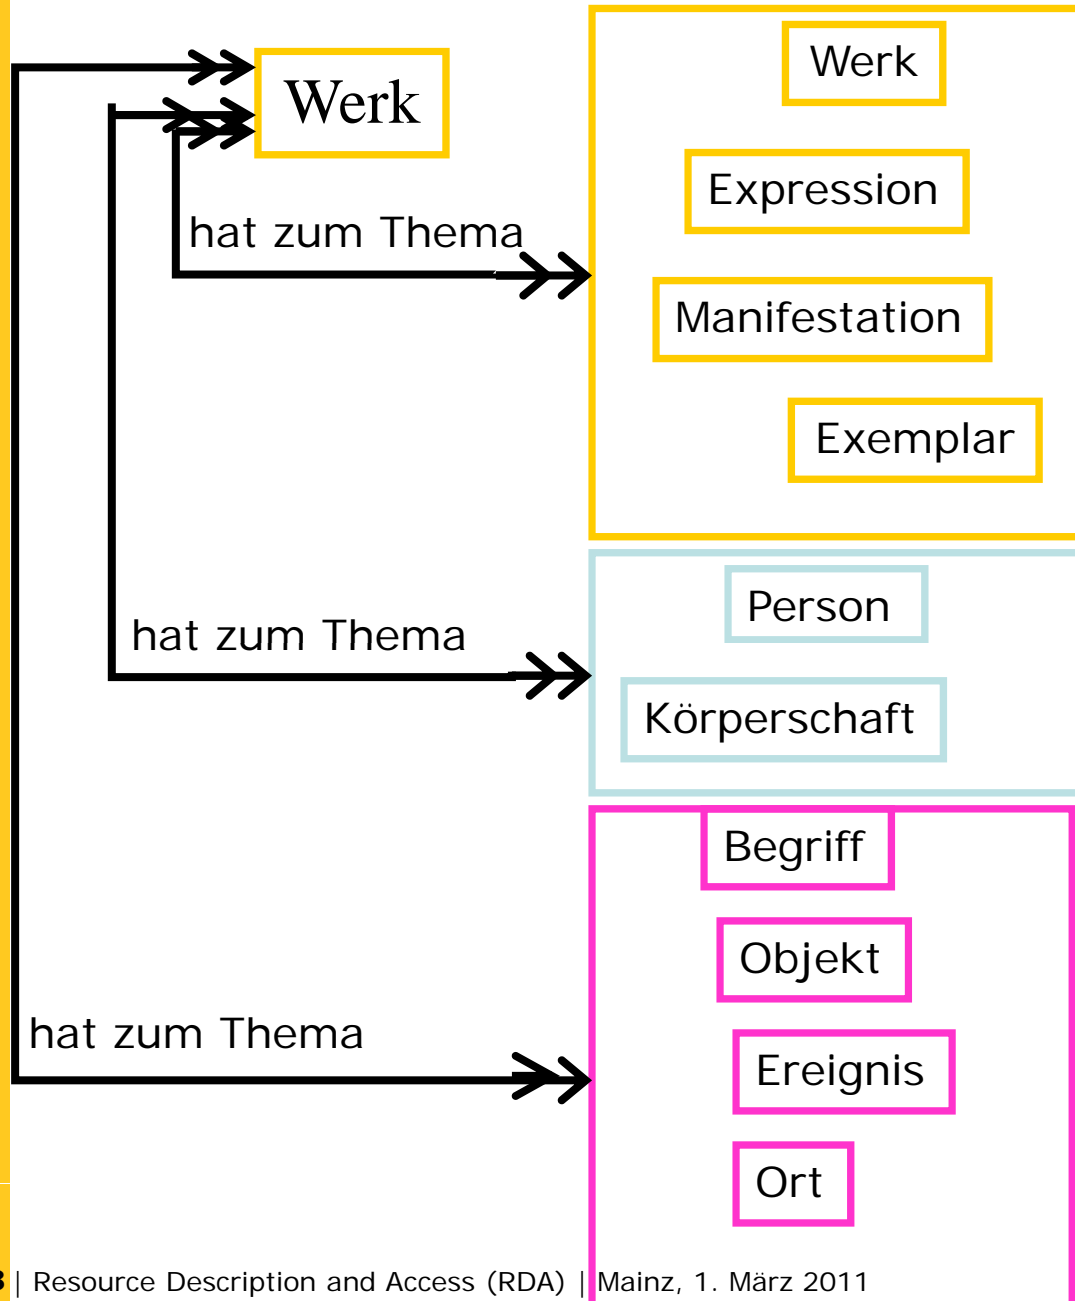 Werk
hat zum Thema
Werk
Expression
Manifestation
Exemplar
hat zum Thema
Person
Körperschaft
hat zum Thema
Begriff
Objekt
Ereignis
Ort
| Resource Description and Access (RDA) | Mainz, 1. März 2011